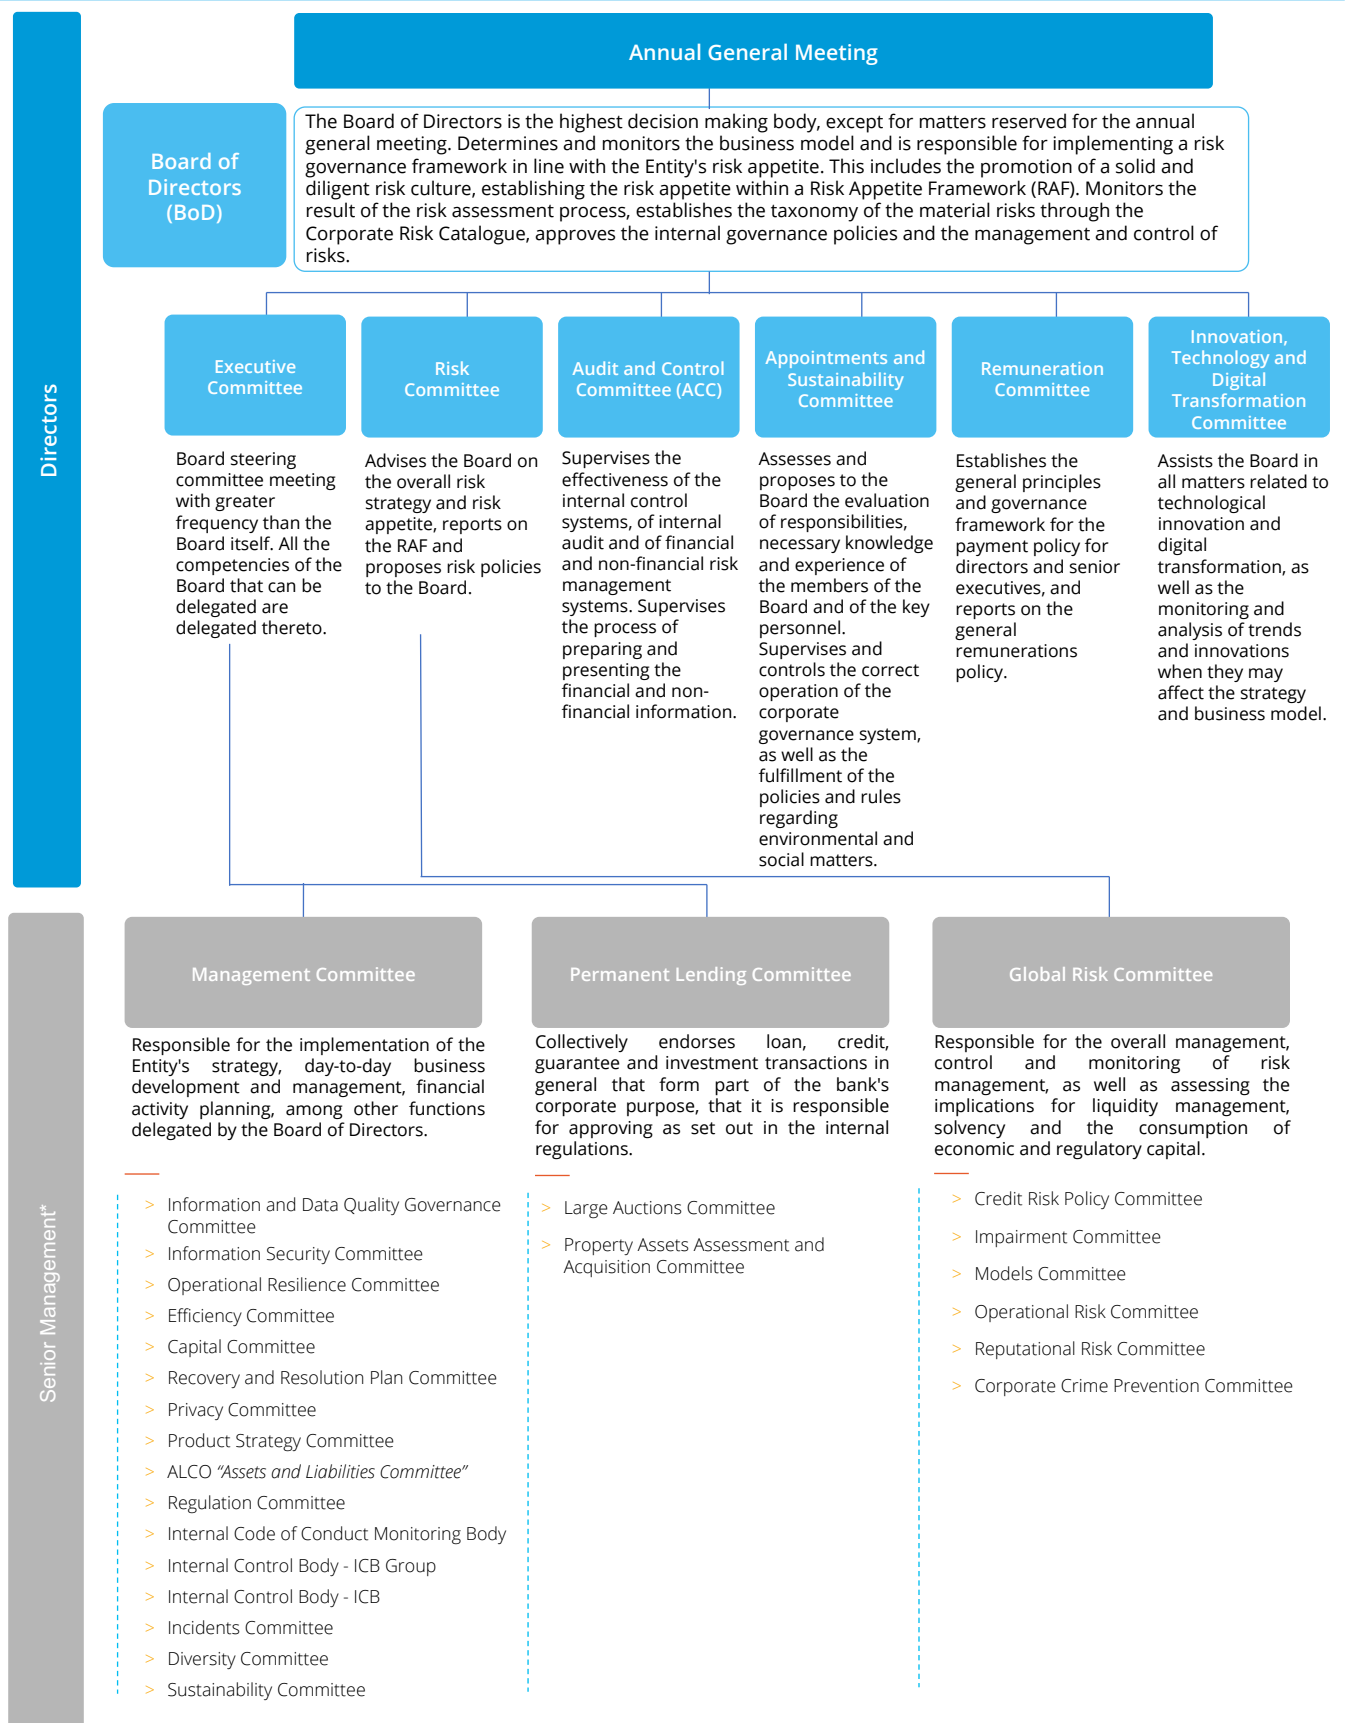 Annual General Meeting
Board of
Directors
(BoD)
The Board of Directors is the highest decision making body, except for matters reserved for the annual
general meeting. Determines and monitors the business model and is responsible for implementing a risk
governance framework in line with the Entity's risk appetite. This includes the promotion of a solid and
diligent risk culture, establishing the risk appetite within a Risk Appetite Framework (RAF). Monitors the
result of the risk assessment process, establishes the taxonomy of the material risks through the
Corporate Risk Catalogue, approves the internal governance policies and the management and control of
risks.
Directors
Executive
Committee
Board steering
committee meeting
with greater
frequency than the
Board itself. All the
competencies of the
Board that can be
delegated are
delegated thereto.
Risk
Committee
Advises the Board on
the overall risk
strategy and risk
appetite, reports on
the RAF and
proposes risk policies
to the Board.
Audit and Control
Committee (ACC)
Supervises the
effectiveness of the
internal control
systems, of internal
audit and of financial
and non-financial risk
management
systems. Supervises
the process of
preparing and
presenting the
financial and non-
financial information.
Appointments and
Sustainability
Committee
Assesses and
proposes to the
Board the evaluation
of responsibilities,
necessary knowledge
and experience of
the members of the
Board and of the key
personnel.
Supervises and
controls the correct
operation of the
corporate
governance system,
as well as the
fulfillment of the
policies and rules
regarding
environmental and
social matters.
Remuneration
Committee
Establishes the
general principles
and governance
framework for the
payment policy for
directors and senior
executives, and
reports on the
general
remunerations
policy.
Innovation,
Technology and
Digital
Transformation
Committee
Assists the Board in
all matters related to
technological
innovation and
digital
transformation, as
well as the
monitoring and
analysis of trends
and innovations
when they may
affect the strategy
and business model.
Senior Management*
Management Committee
Responsible for the implementation of the
Entity's strategy, day-to-day business
development and management, financial
activity planning, among other functions
delegated by the Board of Directors.
> Information and Data Quality Governance
Committee
> Information Security Committee
> Operational Resilience Committee
> Efficiency Committee
> Capital Committee
> Recovery and Resolution Plan Committee
> Privacy Committee
> Product Strategy Committee
> ALCO “Assets and Liabilities Committee”
> Regulation Committee
> Internal Code of Conduct Monitoring Body
> Internal Control Body - ICB Group
> Internal Control Body - ICB
> Incidents Committee
> Diversity Committee
> Sustainability Committee
Permanent Lending Committee
Collectively endorses loan, credit,
guarantee and investment transactions in
general that form part of the bank's
corporate purpose, that it is responsible
for approving as set out in the internal
regulations.
> Large Auctions Committee
> Property Assets Assessment and
Acquisition Committee
Global Risk Committee
Responsible for the overall management,
control and monitoring of risk
management, as well as assessing the
implications for liquidity management,
solvency and the consumption of
economic and regulatory capital.
> Credit Risk Policy Committee
> Impairment Committee
> Models Committee
> Operational Risk Committee
> Reputational Risk Committee
> Corporate Crime Prevention Committee